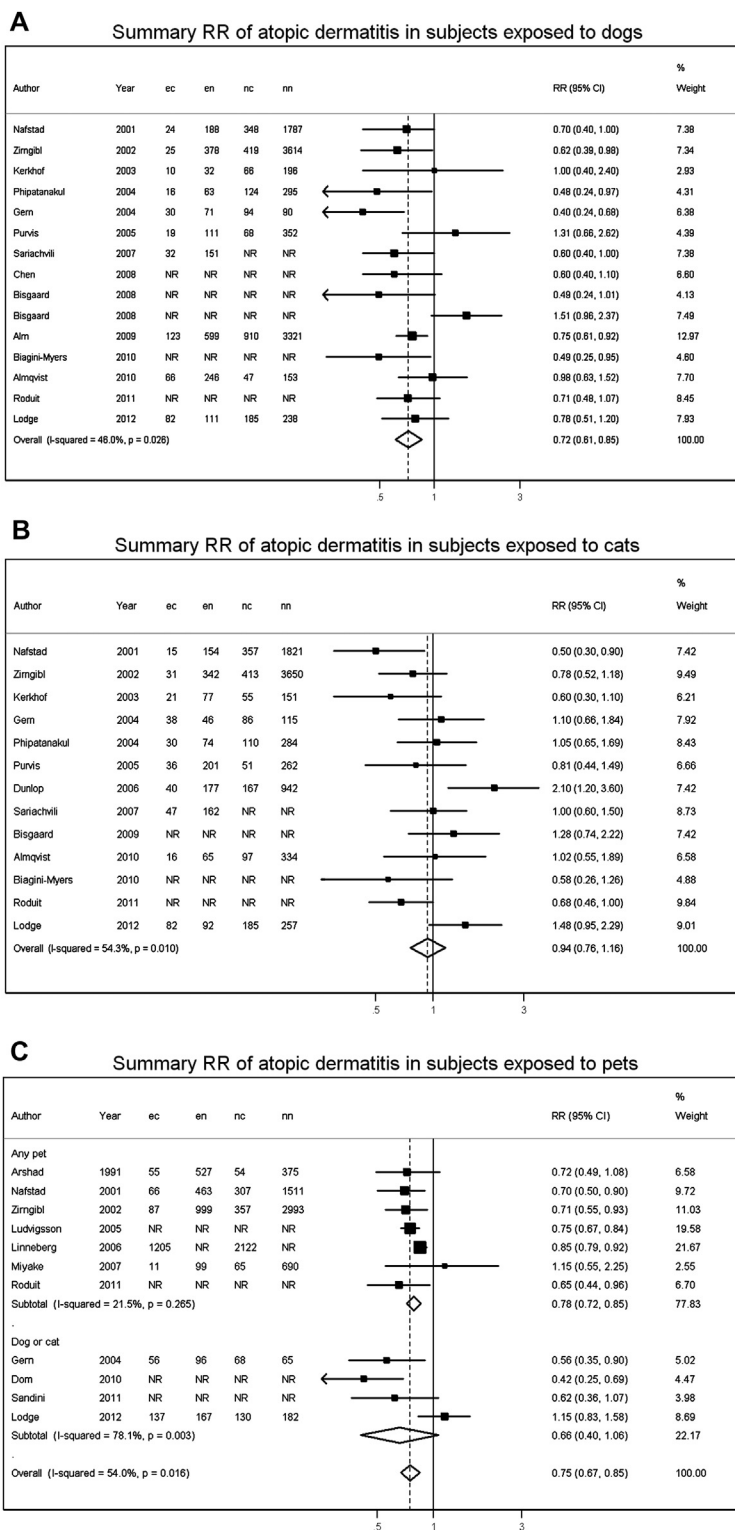 A
Summary RR of atopic dermatitis in subjects exposed to dogs
%
Author Year ec en nc nn RR (95% CI) Weight
Nafstad 2001 24 188 348 1787 0.70 (0.40, 1.00) 7.38
Zirngibl 2002 25 378 419 3614 0.62 (0.39, 0.98) 7.34
Kerkhof 2003 10 32 66 196 1.00 (0.40, 2.40) 2.93
Phipatanakul 2004 16 63 124 295 0.48 (0.24, 0.97) 4.31
Gern 2004 30 71 94 90 0.40 (0.24, 0.68) 6.38
Purvis 2005 19 111 68 352 1.31 (0.66, 2.62) 4.39
Sariachvili 2007 32 151 NR NR 0.60 (0.40, 1.00) 7.38
Chen 2008 NR NR NR NR 0.60 (0.40, 1.10) 6.60
Bisgaard 2008 NR NR NR NR 0.49 (0.24, 1.01) 4.13
Bisgaard 2008 NR NR NR NR 1.51 (0.96, 2.37) 7.49
Alm 2009 123 599 910 3321 0.75 (0.61, 0.92) 12.97
Biagini-Myers 2010 NR NR NR NR 0.49 (0.25, 0.95) 4.60
Almqvist 2010 66 246 47 153 0.98 (0.63, 1.52) 7.70
Roduit 2011 NR NR NR NR 0.71 (0.48, 1.07) 8.45
Lodge 2012 82 111 185 238 0.78 (0.51, 1.20) 7.93
Overall (I-squared = 46.0%, p = 0.026) 0.72 (0.61, 0.85) 100.00
.5 1 3
B
Summary RR of atopic dermatitis in subjects exposed to cats
%
Author Year ec en nc nn RR (95% CI) Weight
Nafstad 2001 15 154 357 1821 0.50 (0.30, 0.90) 7.42
Zirngibl 2002 31 342 413 3650 0.78 (0.52, 1.18) 9.49
Kerkhof 2003 21 77 55 151 0.60 (0.30, 1.10) 6.21
Gern 2004 38 46 86 115 1.10 (0.66, 1.84) 7.92
Phipatanakul 2004 30 74 110 284 1.05 (0.65, 1.69) 8.43
Purvis 2005 36 201 51 262 0.81 (0.44, 1.49) 6.66
Dunlop 2006 40 177 167 942 2.10 (1.20, 3.60) 7.42
Sariachvili 2007 47 162 NR NR 1.00 (0.60, 1.50) 8.73
Bisgaard 2009 NR NR NR NR 1.28 (0.74, 2.22) 7.42
Almqvist 2010 16 65 97 334 1.02 (0.55, 1.89) 6.58
Biagini-Myers 2010 NR NR NR NR 0.58 (0.26, 1.26) 4.88
Roduit 2011 NR NR NR NR 0.68 (0.46, 1.00) 9.84
Lodge 2012 82 92 185 257 1.48 (0.95, 2.29) 9.01
Overall (I-squared = 54.3%, p = 0.010) 0.94 (0.76, 1.16) 100.00
.5 1 3
C
Summary RR of atopic dermatitis in subjects exposed to pets
%
Author Year ec en nc nn RR (95% CI) Weight
Any pet
Arshad 1991 55 527 54 375 0.72 (0.49, 1.08) 6.58
Nafstad 2001 66 463 307 1511 0.70 (0.50, 0.90) 9.72
Zirngibl 2002 87 999 357 2993 0.71 (0.55, 0.93) 11.03
Ludvigsson 2005 NR NR NR NR 0.75 (0.67, 0.84) 19.58
Linneberg 2006 1205 NR 2122 NR 0.85 (0.79, 0.92) 21.67
Miyake 2007 11 99 65 690 1.15 (0.55, 2.25) 2.55
Roduit 2011 NR NR NR NR 0.65 (0.44, 0.96) 6.70
Subtotal (I-squared = 21.5%, p = 0.265) 0.78 (0.72, 0.85) 77.83
.
Dog or cat
Gern 2004 56 96 68 65 0.56 (0.35, 0.90) 5.02
Dom 2010 NR NR NR NR 0.42 (0.25, 0.69) 4.47
Sandini 2011 NR NR NR NR 0.62 (0.36, 1.07) 3.98
Lodge 2012 137 167 130 182 1.15 (0.83, 1.58) 8.69
Subtotal (I-squared = 78.1%, p = 0.003) 0.66 (0.40, 1.06) 22.17
.
Overall (I-squared = 54.0%, p = 0.016) 0.75 (0.67, 0.85) 100.00
.5 1 3